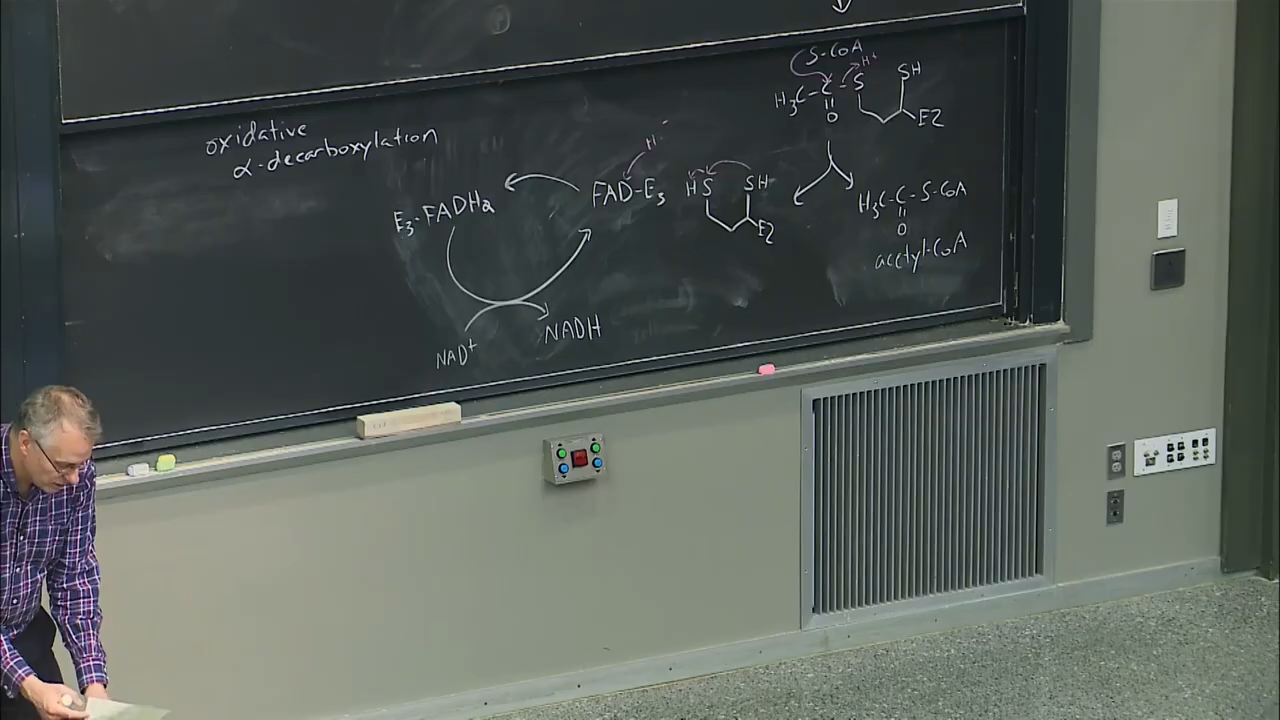 oxidative
α-decarboxylation
S-CoA
H+
H3C-C-S
SH
O
E2
H-
E3-FADH2
FAD-E3
HS
SH
E2
H3C-C-S-CoA
O
acetyl-CoA
NAD+
NADH